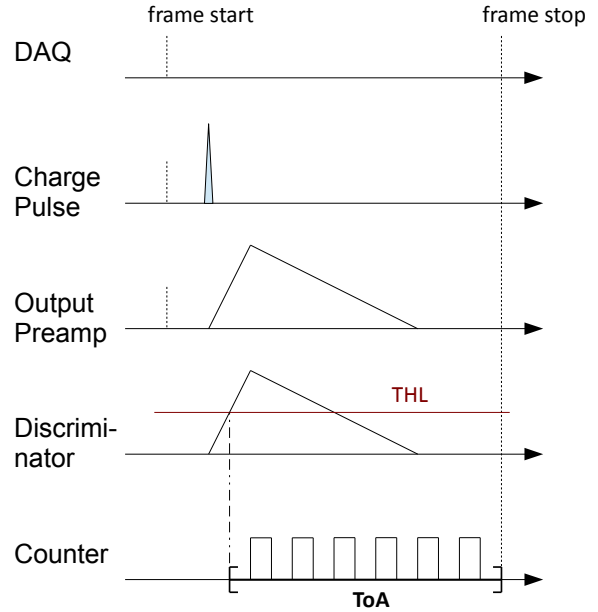 frame start
frame stop
DAQ
Charge
Pulse
Output
Preamp
THL
Discrimi-
nator
Counter
ToA